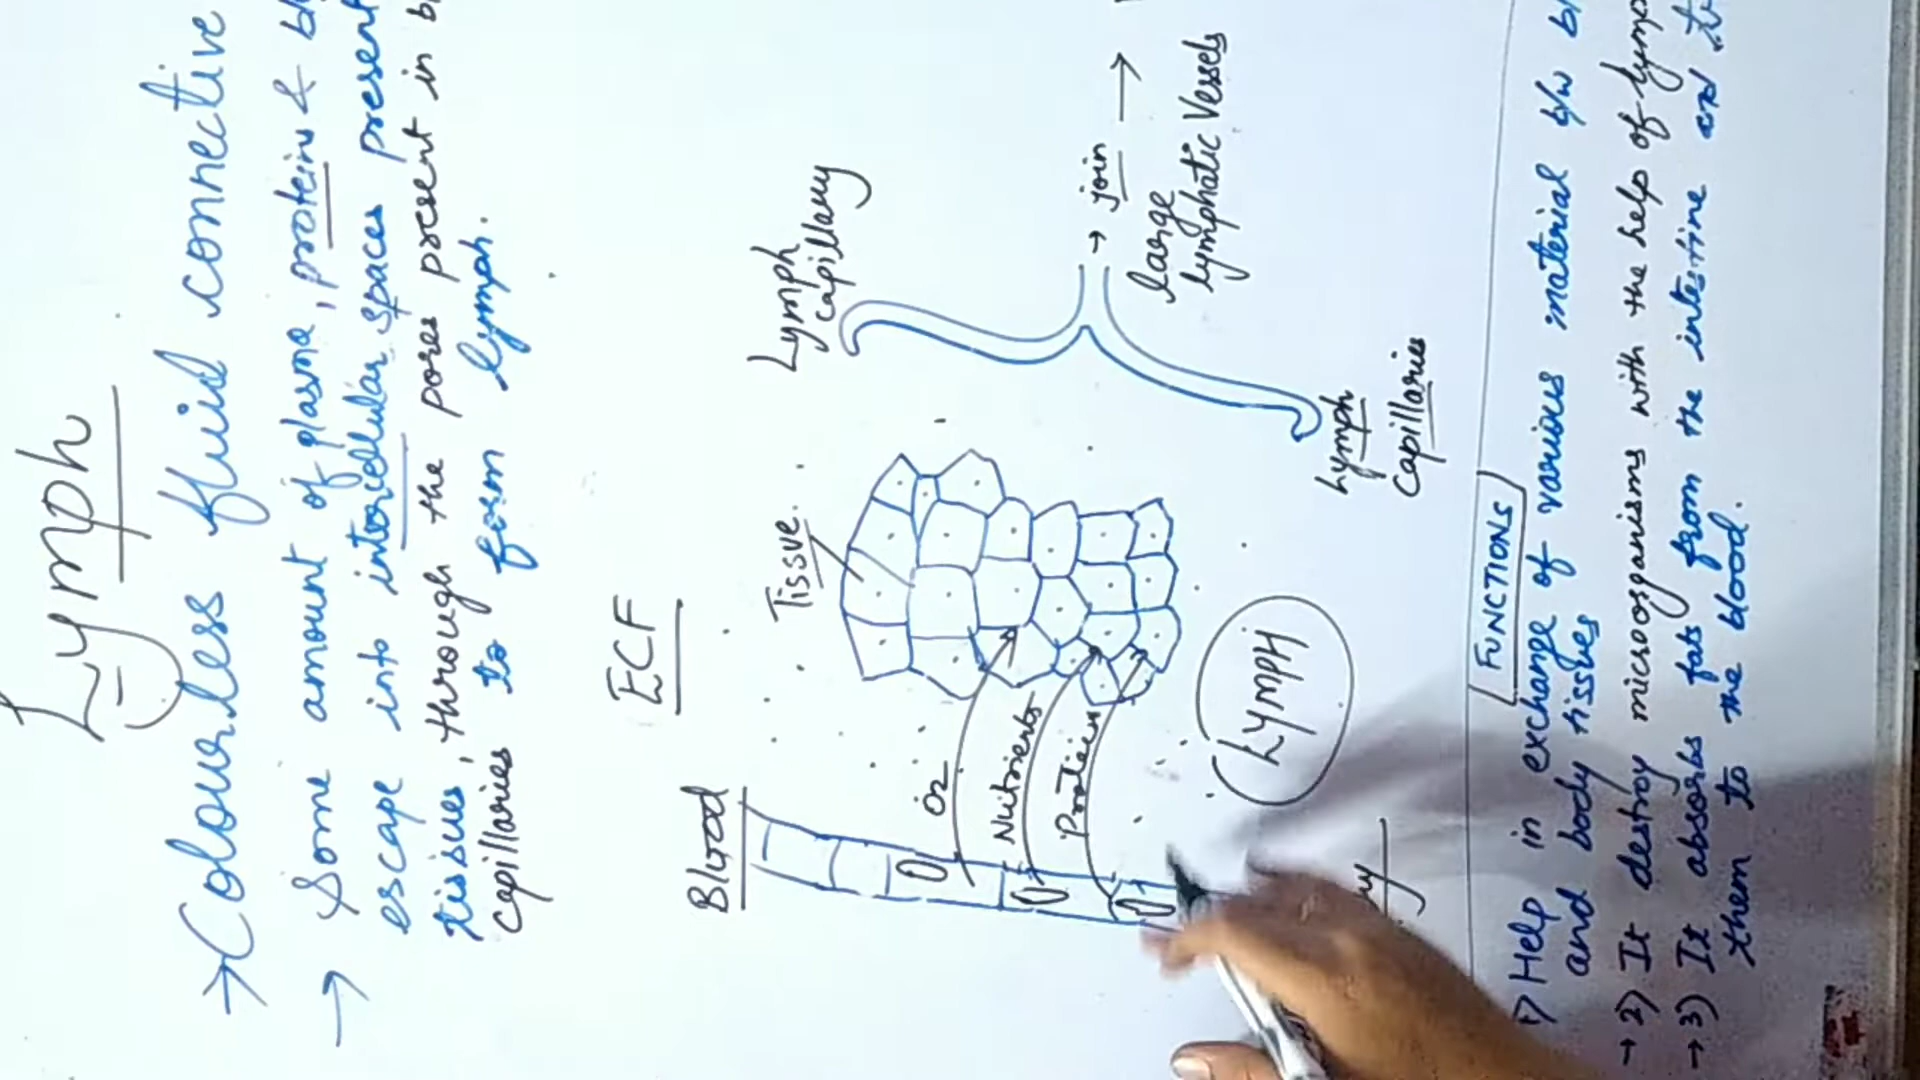 Lymph
→ Colourless fluid connective
→ Some amount of plasma, proteins &
escape into intercellular spaces present
tissues, through the pores present in
capillaries to form lymph.
ECF
Blood
Tissue
Lymph
capillary
O2
Nutrients
Protiens
→ join →
large
lymphatic Vessels
LYMPH
Lymph
Capillaries
FUNCTIONS
1) Help in exchange of various material b/w
and body tissues
→ 2) It destroy microorganisms with the help of
→ 3) It absorbs fats from the intestine and
them to the blood.